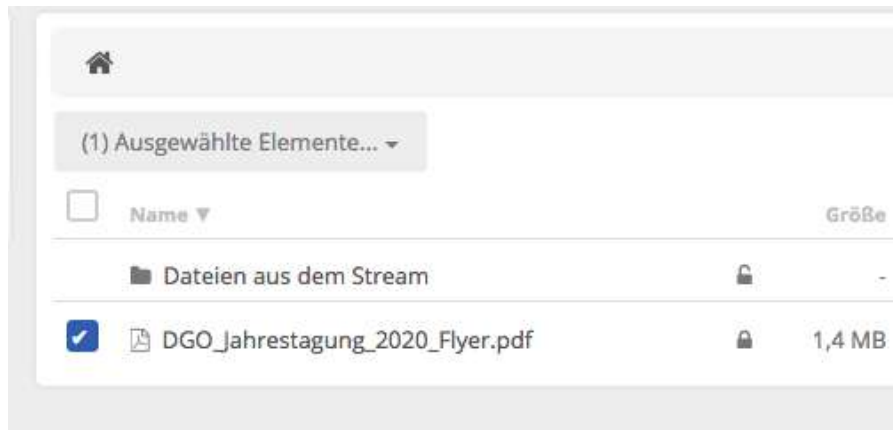 (1) Ausgewählte Elemente...
Name
Größe
Dateien aus dem Stream
-
DGO_Jahrestagung_2020_Flyer.pdf
1,4 MB